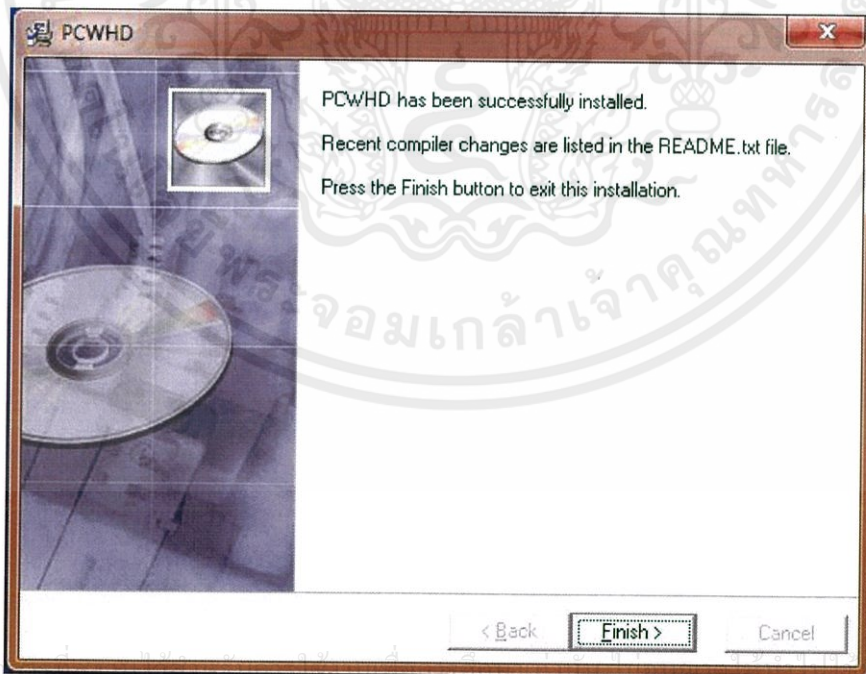 PCWHD
PCWHD has been successfully installed.
Recent compiler changes are listed in the README.txt file.
Press the Finish button to exit this installation.
< Back
Finish >
Cancel